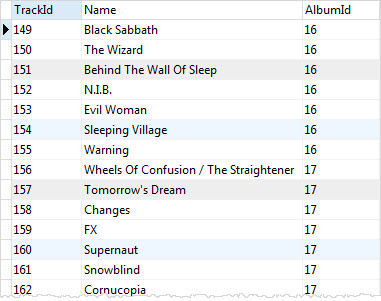 TrackId Name AlbumId
149 Black Sabbath 16
150 The Wizard 16
151 Behind The Wall Of Sleep 16
152 N.I.B. 16
153 Evil Woman 16
154 Sleeping Village 16
155 Warning 16
156 Wheels Of Confusion / The Straightener 17
157 Tomorrow's Dream 17
158 Changes 17
159 FX 17
160 Supernaut 17
161 Snowblind 17
162 Cornucopia 17